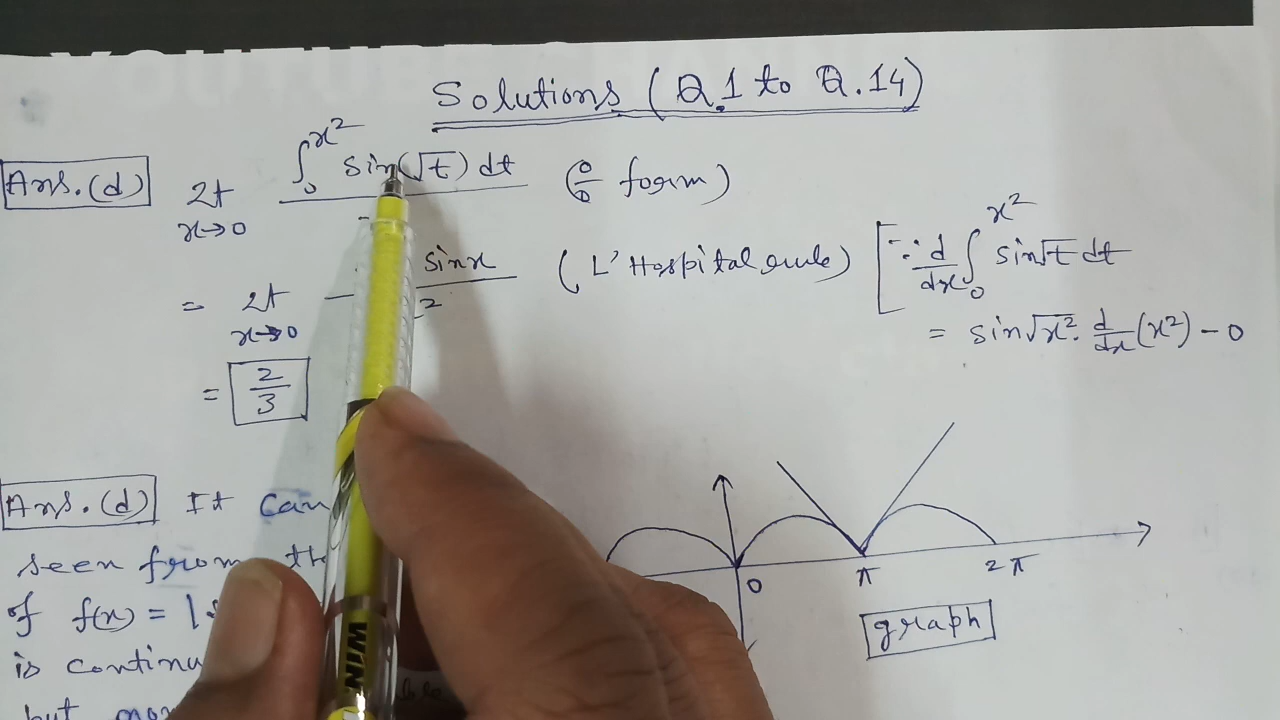 Solutions (Q.1 to Q.14)
Ans.(d) Lt x→0 ∫₀^x² sin(√t) dt (0/0 form)
= Lt x→0 sinx (L'Hospital rule) [∵ d/dx ∫₀^x² sin√t dt
= sin√x². d/dx (x²) - 0
= 2/3
Ans.(d) It can
seen from
of f(x) = |
is
but
0 π 2π
graph
WIN